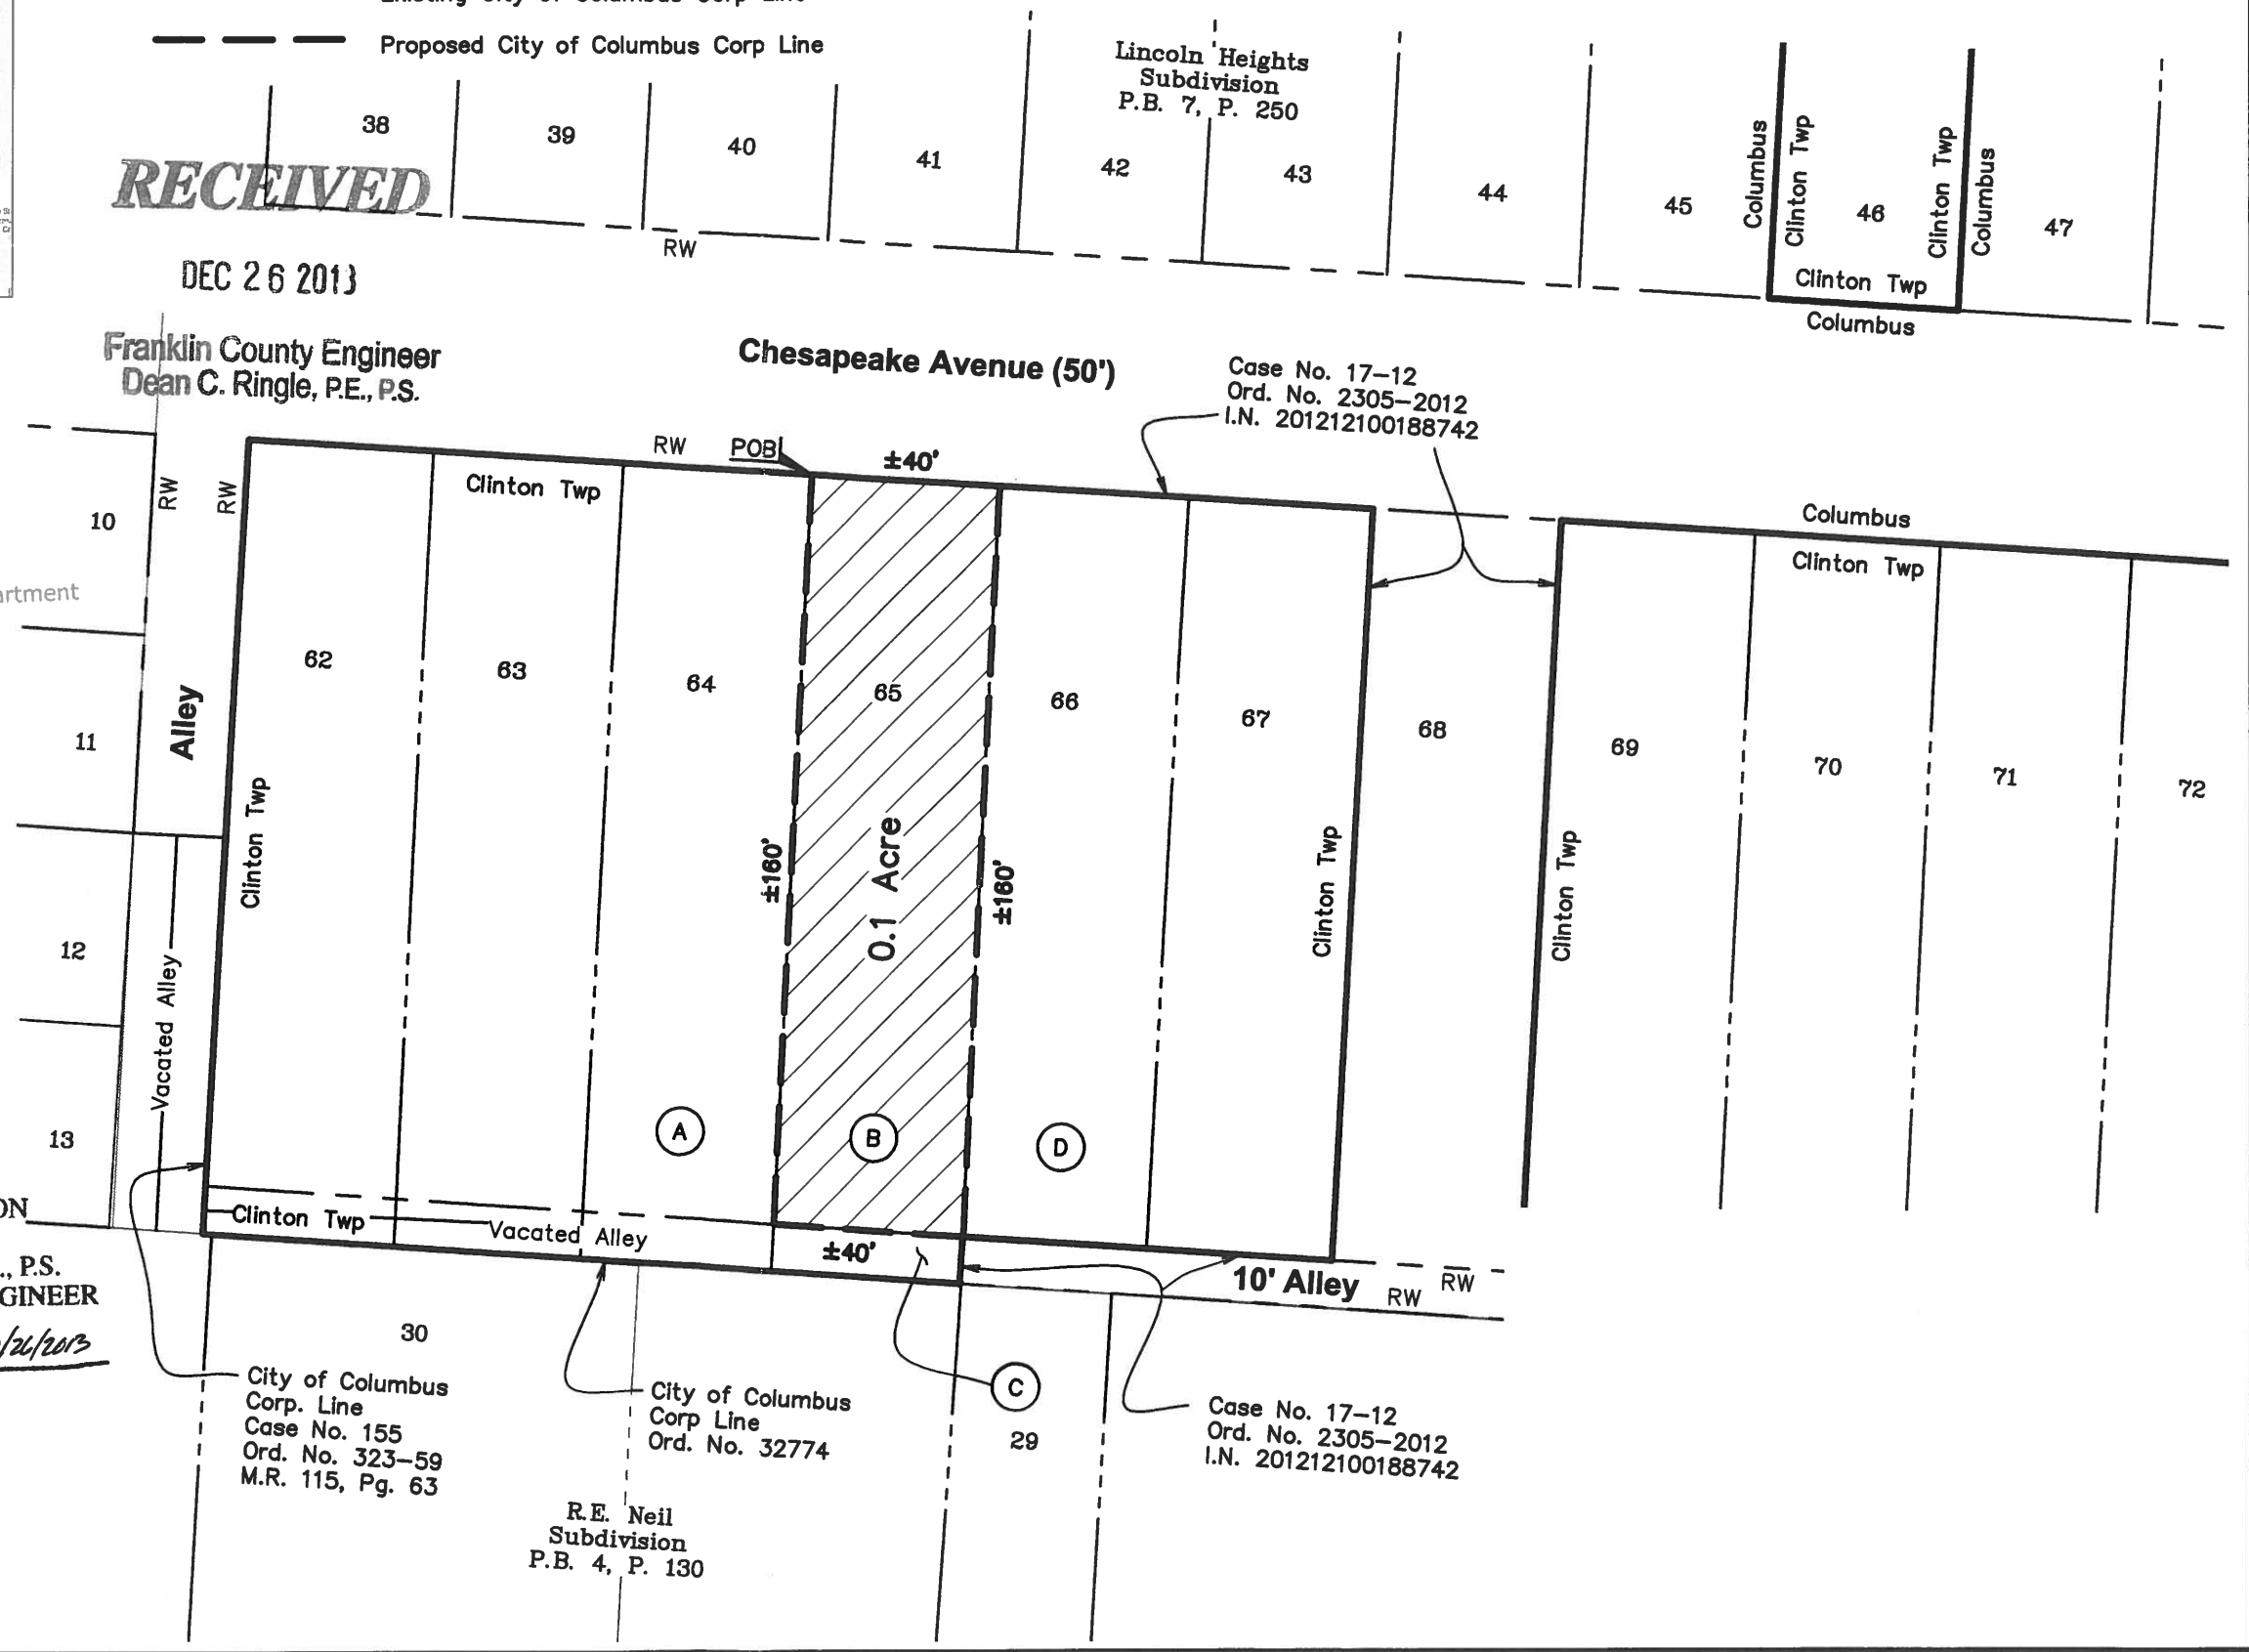 Proposed City of Columbus Corp Line
Lincoln Heights
Subdivision
P.B. 7, P. 250
38
39
40
41
42
43
44
45
Columbus
Clinton Twp
46
Clinton Twp
Columbus
47
RECEIVED
RW
Clinton Twp
Columbus
DEC 26 2013
Franklin County Engineer
Dean C. Ringle, P.E., P.S.
Chesapeake Avenue (50')
Case No. 17-12
Ord. No. 2305-2012
I.N. 201212100188742
RW
RW
RW
POB
±40'
Clinton Twp
Columbus
Clinton Twp
10
11
12
13
Alley
Vacated Alley
Clinton Twp
62
63
64
65
66
67
68
69
70
71
72
±160'
0.1 Acre
±160'
Clinton Twp
Clinton Twp
A
B
D
Clinton Twp
Vacated Alley
±40'
10' Alley
RW
RW
ON
., P.S.
GINEER
/26/2013
30
City of Columbus
Corp. Line
Case No. 155
Ord. No. 323-59
M.R. 115, Pg. 63
City of Columbus
Corp Line
Ord. No. 32774
C
29
Case No. 17-12
Ord. No. 2305-2012
I.N. 201212100188742
R.E. Neil
Subdivision
P.B. 4, P. 130